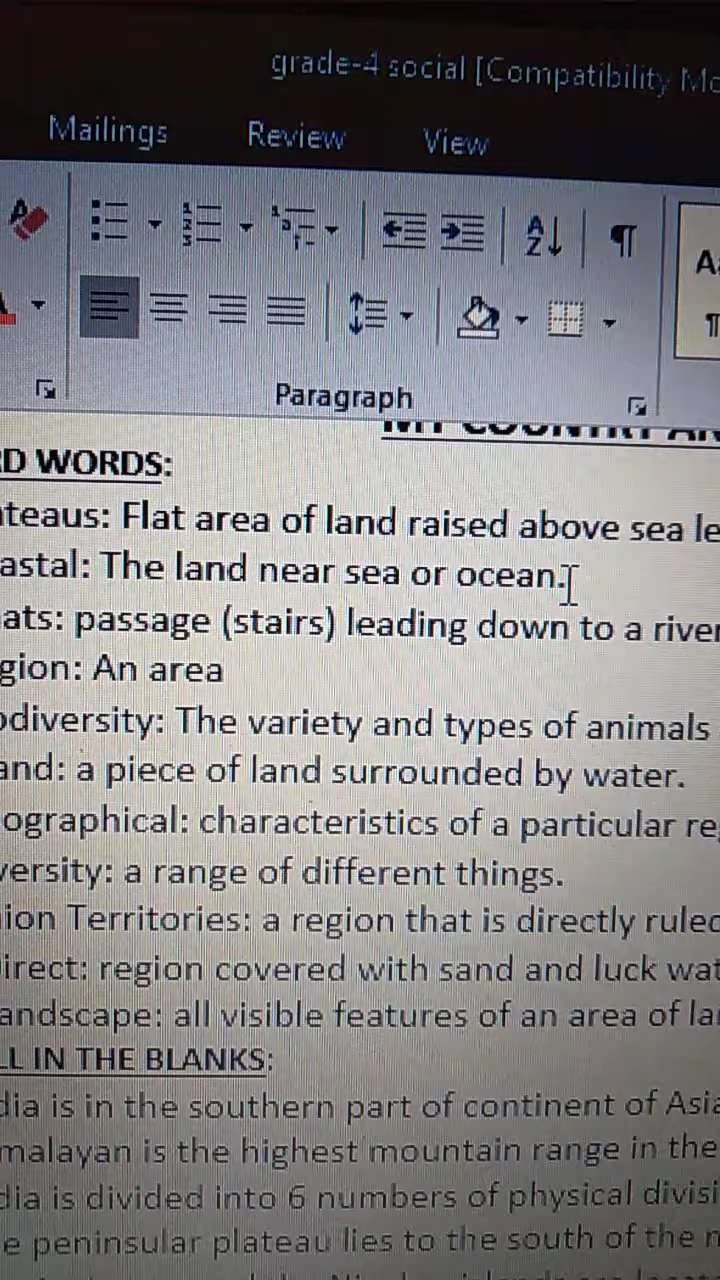 grade-4 social [Compatibility Mo
Mailings Review View
Paragraph
RD WORDS:
ateaus: Flat area of land raised above sea le
astal: The land near sea or ocean.
ats: passage (stairs) leading down to a river
gion: An area
odiversity: The variety and types of animals
and: a piece of land surrounded by water.
ographical: characteristics of a particular reg
versity: a range of different things.
nion Territories: a region that is directly ruled
irect: region covered with sand and luck wat
andscape: all visible features of an area of la
LL IN THE BLANKS:
dia is in the southern part of continent of Asia
malayan is the highest mountain range in the
dia is divided into 6 numbers of physical divisi
e peninsular plateau lies to the south of the n